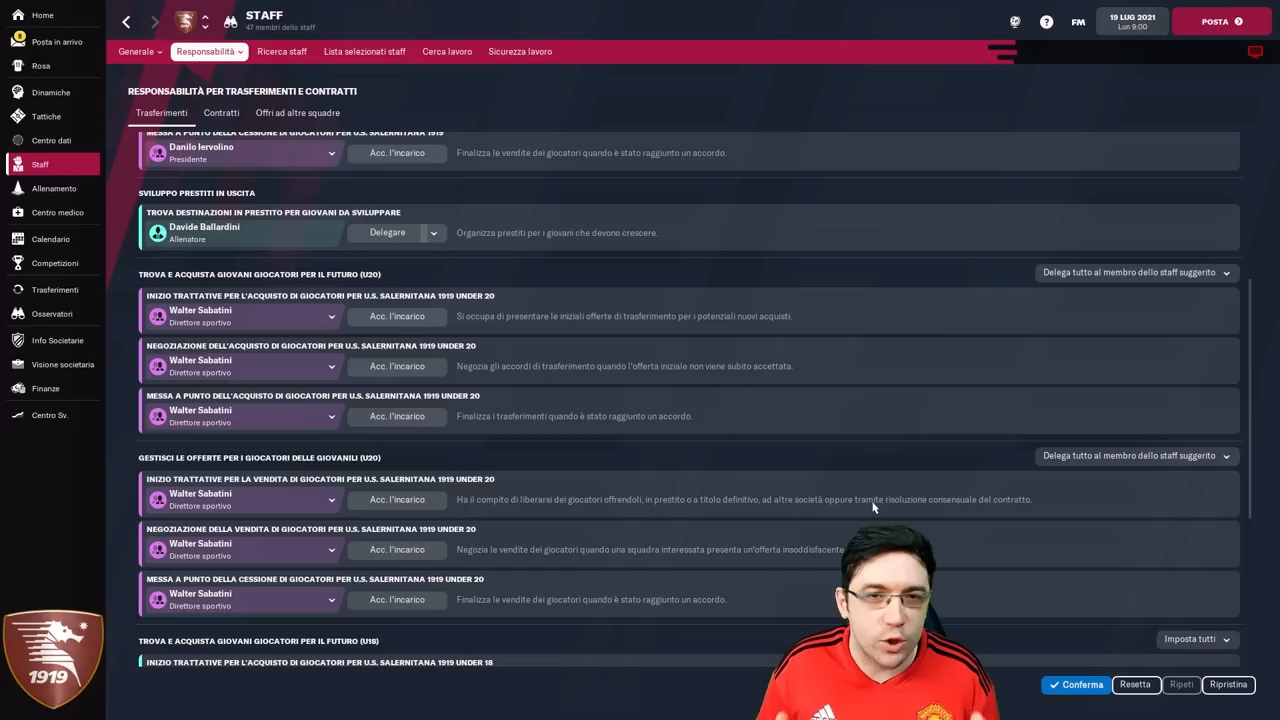 Home
8
Posta in arrivo
Rosa
Dinamiche
Tattiche
Centro dati
Staff
Allenamento
Centro medico
Calendario
Competizioni
Trasferimenti
Osservatori
Info Societarie
Visione societaria
Finanze
Centro Sv.
1919
STAFF
47 membri dello staff
FM
19 LUG 2021
Lun 9:00
POSTA
Generale
Responsabilità
Ricerca staff
Lista selezionati staff
Cerca lavoro
Sicurezza lavoro
RESPONSABILITÀ PER TRASFERIMENTI E CONTRATTI
Trasferimenti
Contratti
Offri ad altre squadre
MESSA A PUNTO DELLA CESSIONE DI GIOCATORI PER U.S. SALERNITANA 1919
Danilo Iervolino
Presidente
Acc. l'incarico
Finalizza le vendite dei giocatori quando è stato raggiunto un accordo.
SVILUPPO PRESTITI IN USCITA
TROVA DESTINAZIONI IN PRESTITO PER GIOVANI DA SVILUPPARE
Davide Ballardini
Allenatore
Delegare
Organizza prestiti per i giovani che devono crescere.
TROVA E ACQUISTA GIOVANI GIOCATORI PER IL FUTURO (U20)
Delega tutto al membro dello staff suggerito
INIZIO TRATTATIVE PER L'ACQUISTO DI GIOCATORI PER U.S. SALERNITANA 1919 UNDER 20
Walter Sabatini
Direttore sportivo
Acc. l'incarico
Si occupa di presentare le iniziali offerte di trasferimento per i potenziali nuovi acquisti.
NEGOZIAZIONE DELL'ACQUISTO DI GIOCATORI PER U.S. SALERNITANA 1919 UNDER 20
Walter Sabatini
Direttore sportivo
Acc. l'incarico
Negozia gli accordi di trasferimento quando l'offerta iniziale non viene subito accettata.
MESSA A PUNTO DELL'ACQUISTO DI GIOCATORI PER U.S. SALERNITANA 1919 UNDER 20
Walter Sabatini
Direttore sportivo
Acc. l'incarico
Finalizza i trasferimenti quando è stato raggiunto un accordo.
GESTISCI LE OFFERTE PER I GIOCATORI DELLE GIOVANILI (U20)
Delega tutto al membro dello staff suggerito
INIZIO TRATTATIVE PER LA VENDITA DI GIOCATORI PER U.S. SALERNITANA 1919 UNDER 20
Walter Sabatini
Direttore sportivo
Acc. l'incarico
Ha il compito di liberarsi dei giocatori offrendoli, in prestito o a titolo definitivo, ad altre società oppure tramite risoluzione consensuale del contratto.
NEGOZIAZIONE DELLA VENDITA DI GIOCATORI PER U.S. SALERNITANA 1919 UNDER 20
Walter Sabatini
Direttore sportivo
Acc. l'incarico
Negozia le vendite dei giocatori quando una squadra interessata presenta un'offerta insoddisfacente
MESSA A PUNTO DELLA CESSIONE DI GIOCATORI PER U.S. SALERNITANA 1919 UNDER 20
Walter Sabatini
Direttore sportivo
Acc. l'incarico
Finalizza le vendite dei giocatori quando è stato raggiunto un accordo.
TROVA E ACQUISTA GIOVANI GIOCATORI PER IL FUTURO (U18)
Imposta tutti
INIZIO TRATTATIVE PER L'ACQUISTO DI GIOCATORI PER U.S. SALERNITANA 1919 UNDER 18
Conferma
Resetta
Ripeti
Ripristina